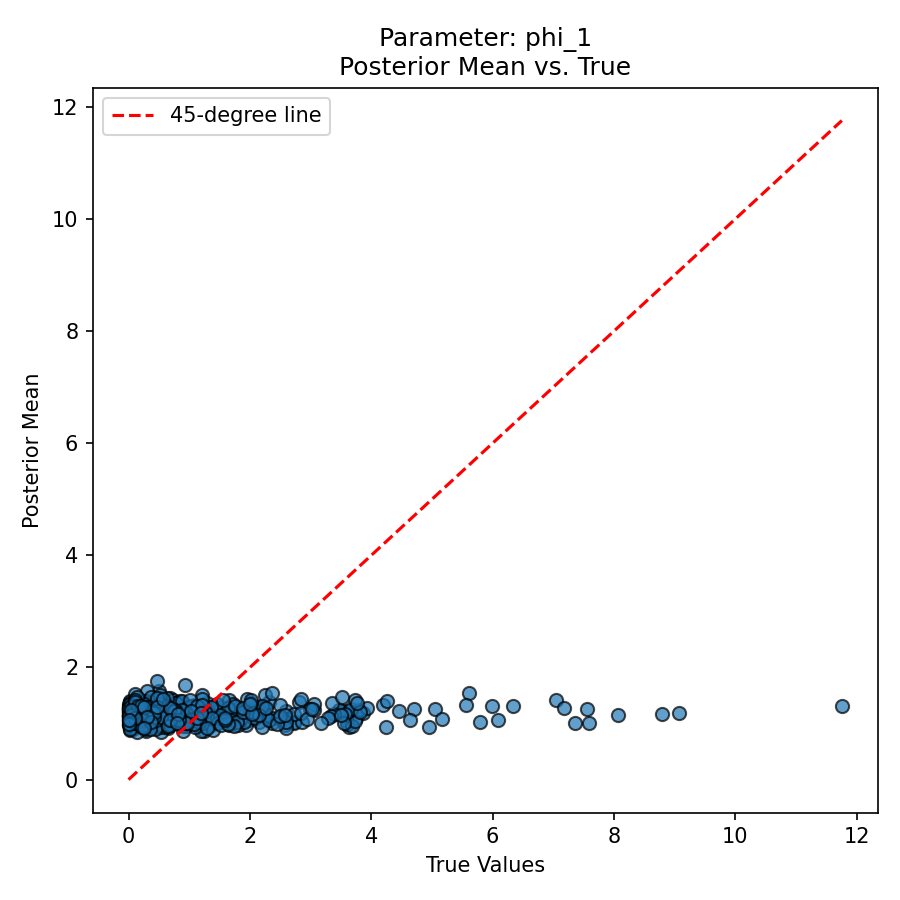 Parameter: phi_1
Posterior Mean vs. True
45-degree line
12
10
8
6
4
2
0
Posterior Mean
0 2 4 6 8 10 12
True Values